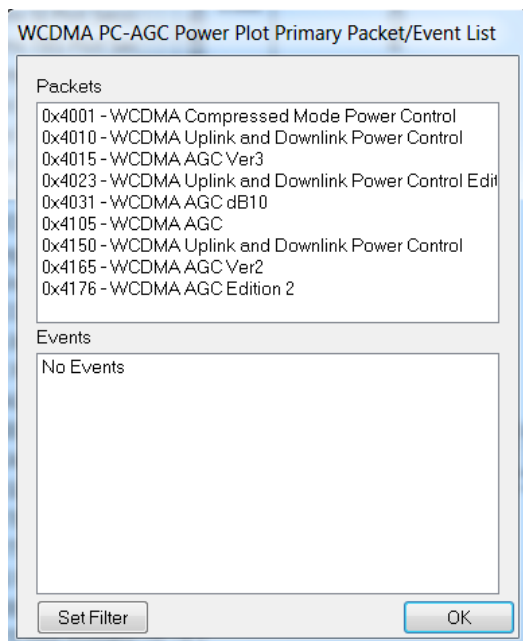 WCDMA PC-AGC Power Plot Primary Packet/Event List
Packets
0x4001 - WCDMA Compressed Mode Power Control
0x4010 - WCDMA Uplink and Downlink Power Control
0x4015 - WCDMA AGC Ver3
0x4023 - WCDMA Uplink and Downlink Power Control Edit
0x4031 - WCDMA AGC dB10
0x4105 - WCDMA AGC
0x4150 - WCDMA Uplink and Downlink Power Control
0x4165 - WCDMA AGC Ver2
0x4176 - WCDMA AGC Edition 2
Events
No Events
Set Filter
OK